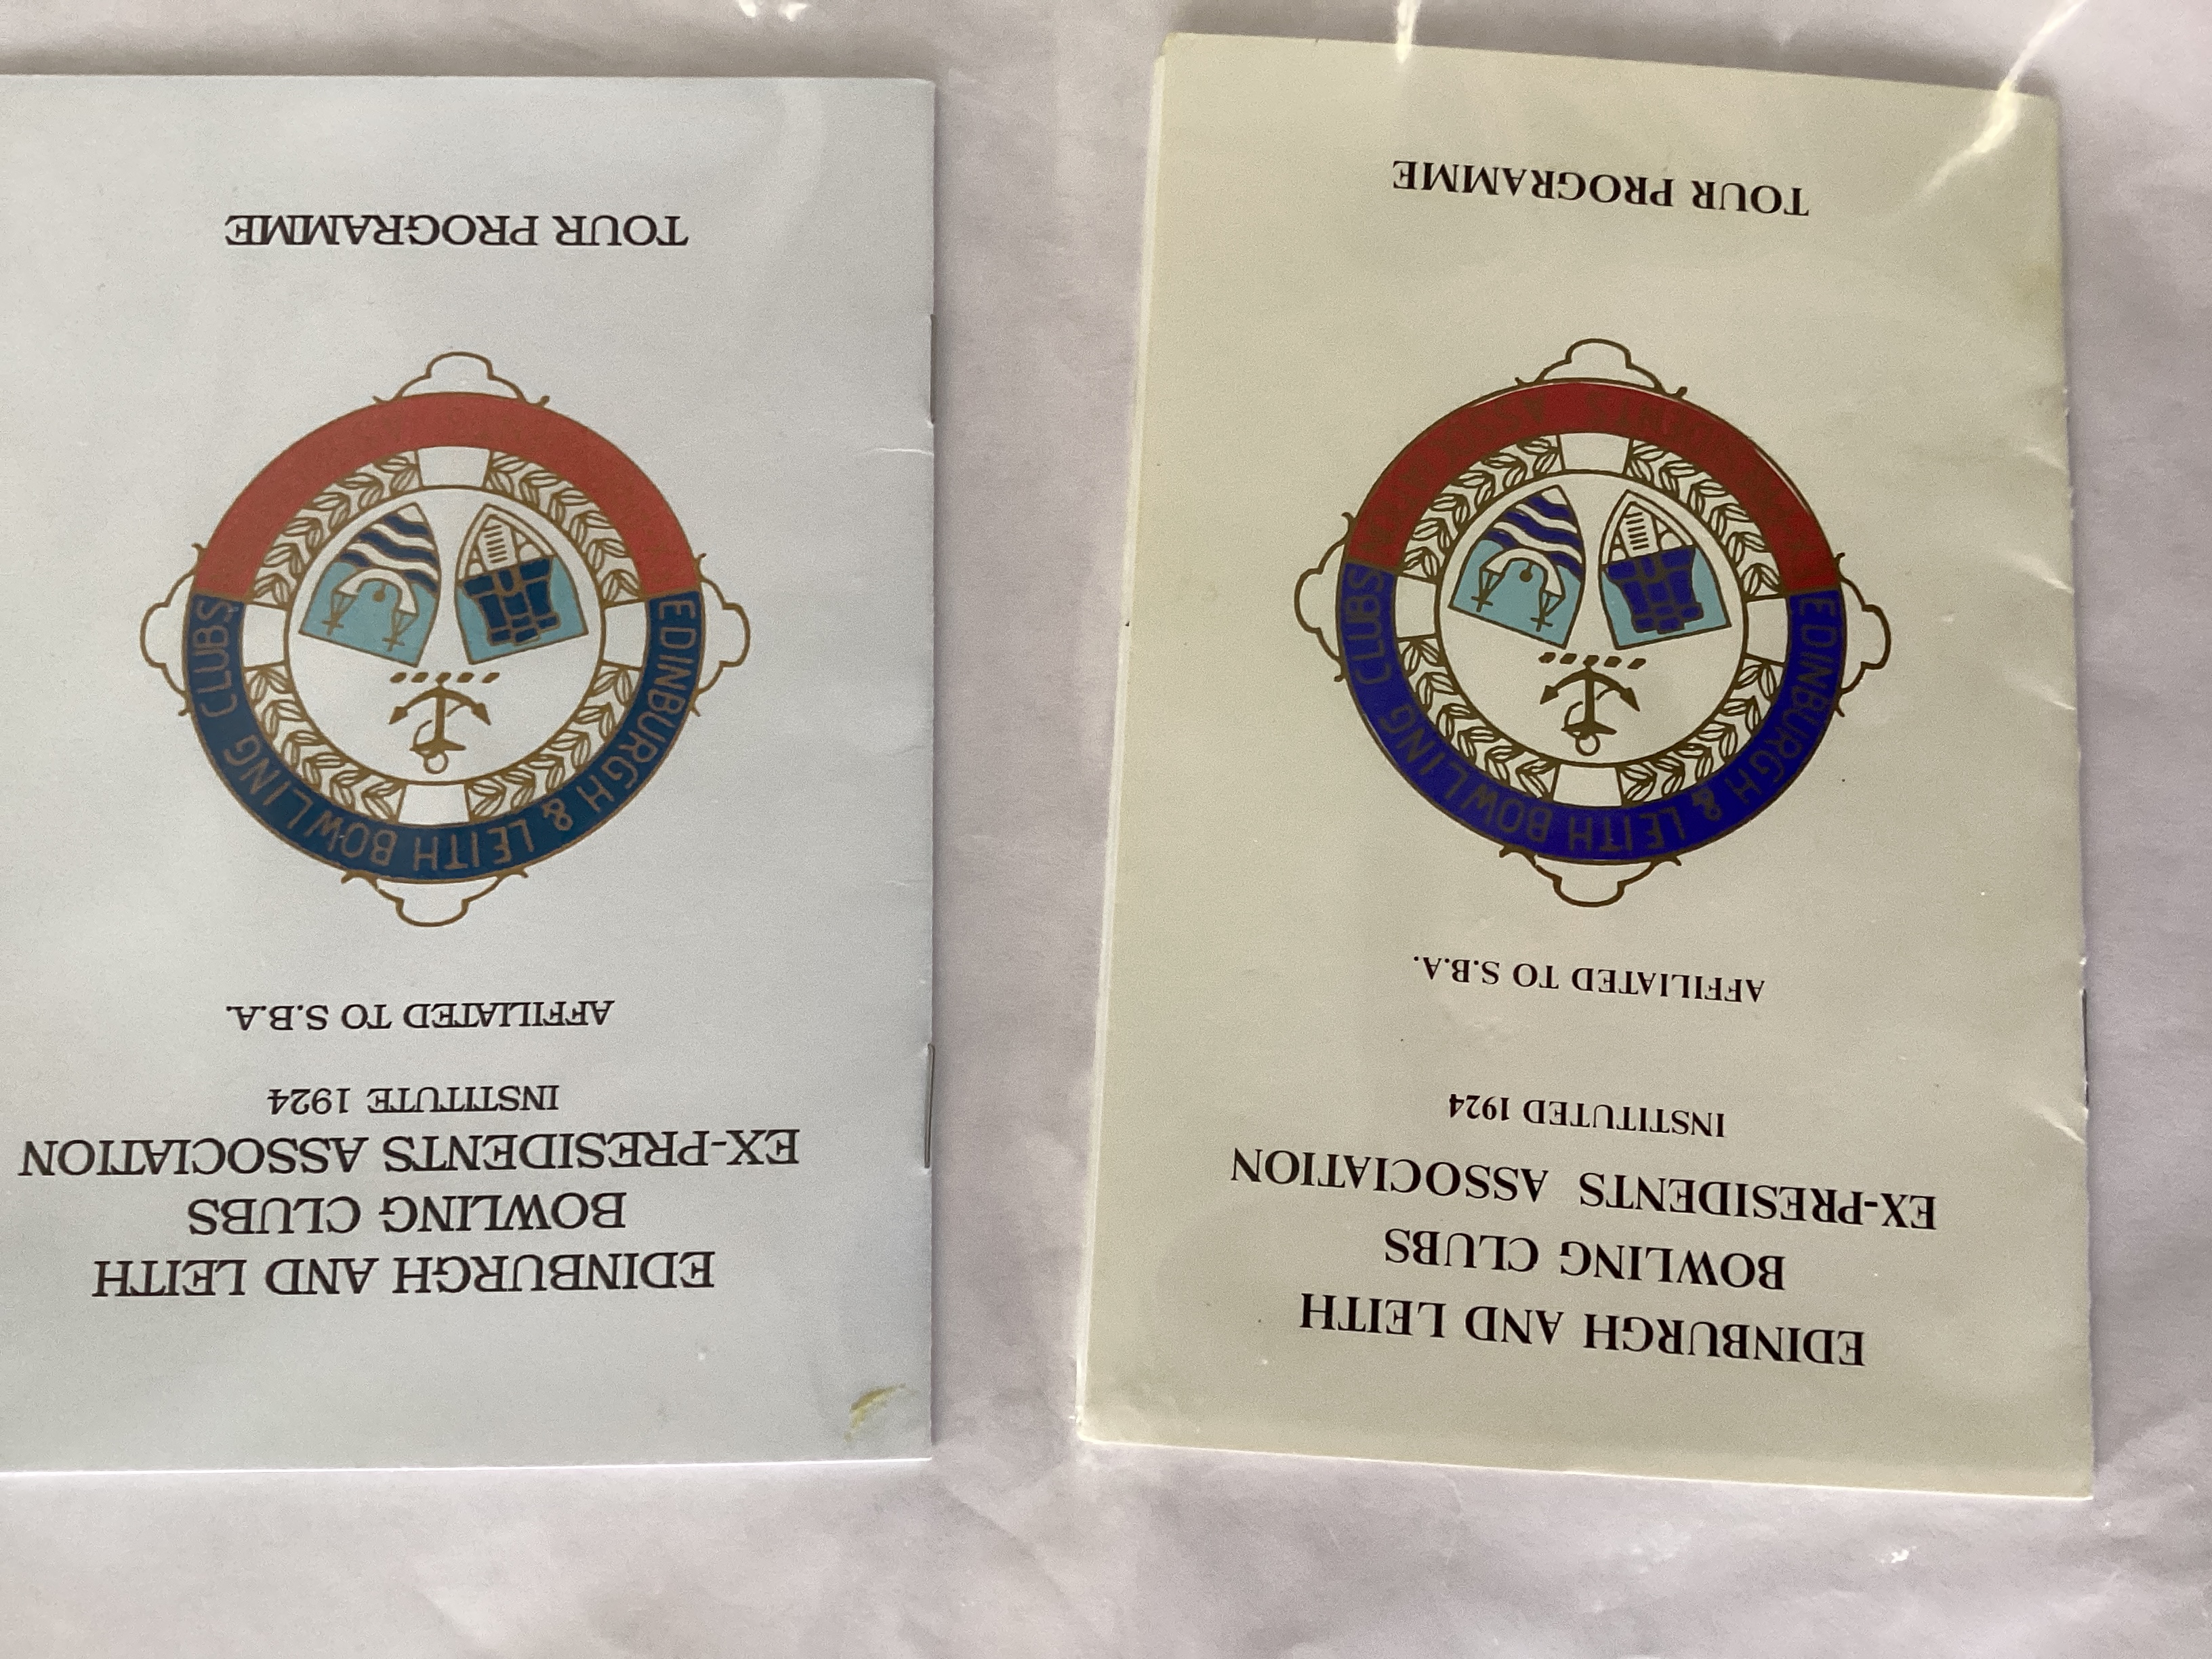 EDINBURGH AND LEITH
BOWLING CLUBS
EX-PRESIDENTS ASSOCIATION
INSTITUTED 1924
AFFILIATED TO S.B.A.
EDINBURGH & LEITH BOWLING CLUBS
TOUR PROGRAMME
EDINBURGH AND LEITH
BOWLING CLUBS
EX-PRESIDENTS ASSOCIATION
INSTITUTE 1924
AFFILIATED TO S.B.A.
EDINBURGH & LEITH BOWLING CLUBS
TOUR PROGRAMME